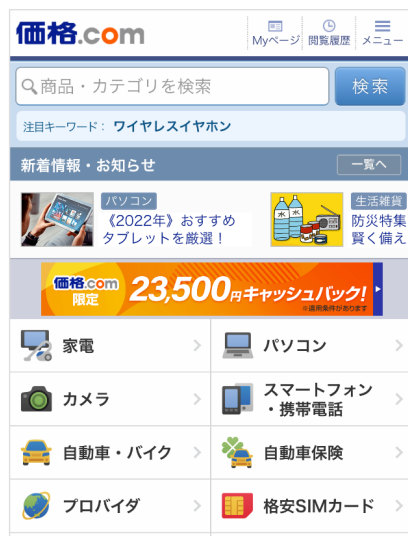 価格.com
Myページ 閲覧履歴 メニュー
商品・カテゴリを検索 検索
注目キーワード： ワイヤレスイヤホン
新着情報・お知らせ 一覧へ
パソコン
《2022年》おすすめ
タブレットを厳選！
水 水
生活雑貨
防災特集
賢く備え
価格.com
限定
23,500円キャッシュバック!
※適用条件があります
家電
パソコン
カメラ
スマートフォン
・携帯電話
自動車・バイク
自動車保険
プロバイダ
格安SIMカード